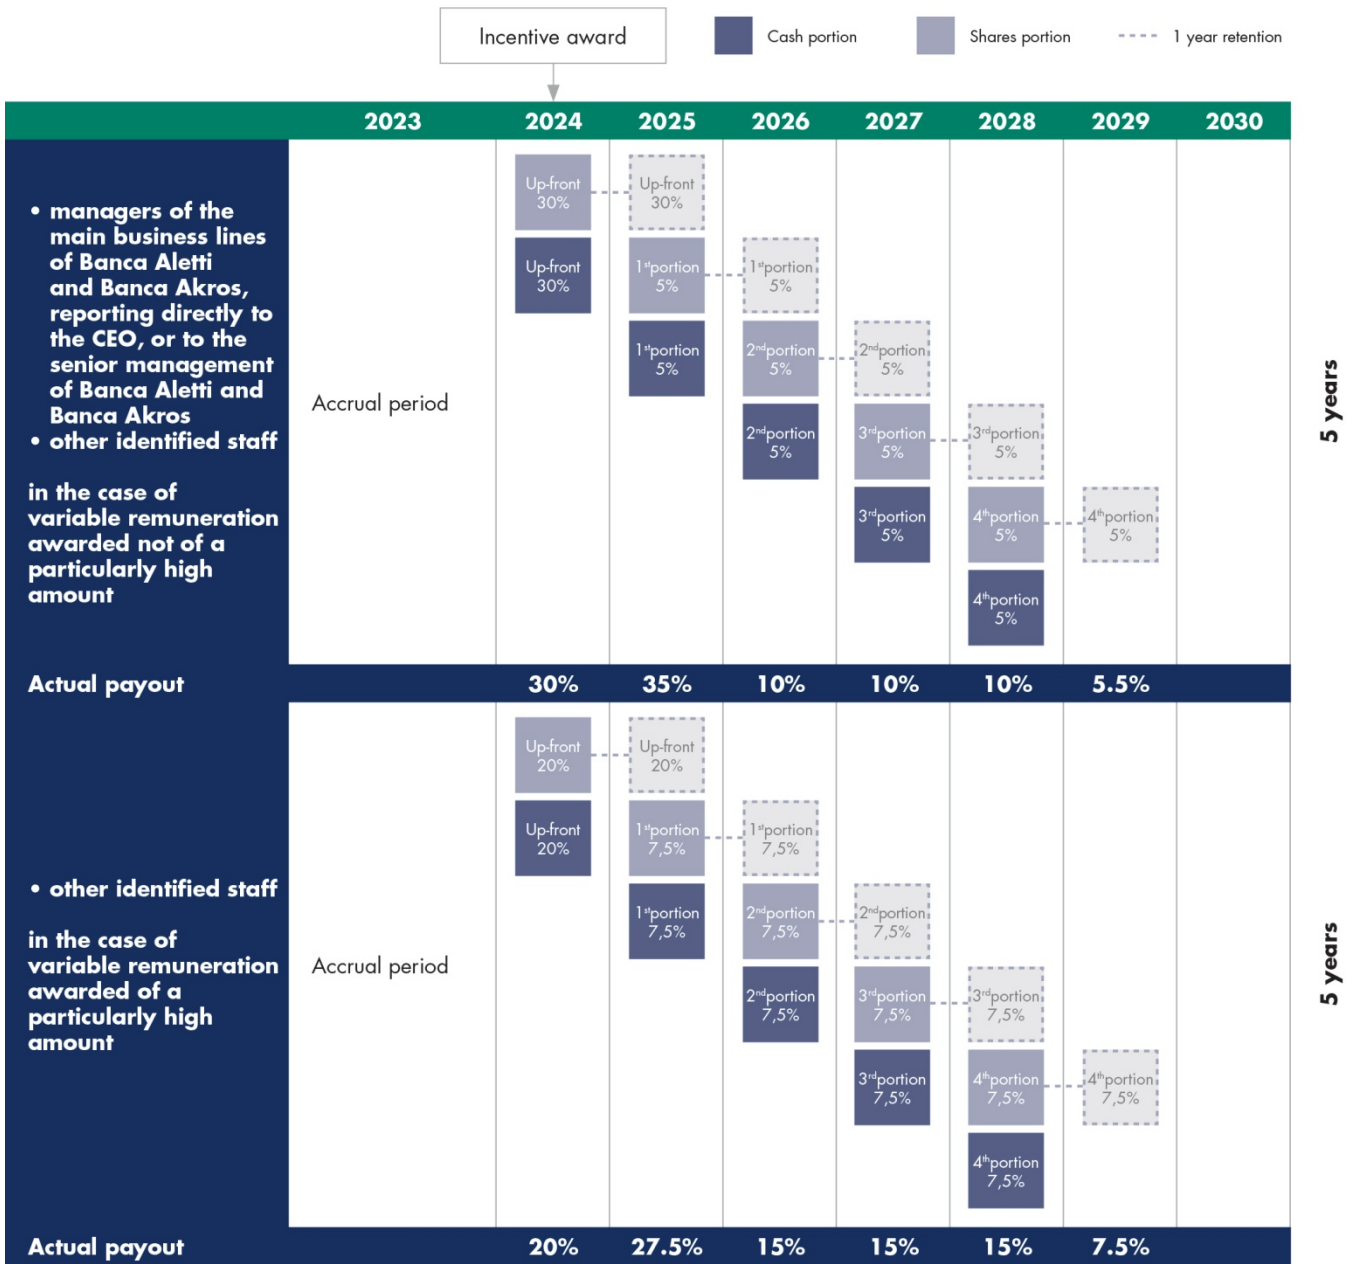 Incentive award
Cash portion
Shares portion
1 year retention
2023 2024 2025 2026 2027 2028 2029 2030
• managers of the
main business lines
of Banca Aletti
and Banca Akros,
reporting directly to
the CEO, or to the
senior management
of Banca Aletti and
Banca Akros
• other identified staff
in the case of
variable remuneration
awarded not of a
particularly high
amount
Accrual period
Up-front
30%
Up-front
30%
Up-front
30%
1st portion
5%
1st portion
5%
1st portion
5%
2nd portion
5%
2nd portion
5%
2nd portion
5%
3rd portion
5%
3rd portion
5%
3rd portion
5%
4th portion
5%
4th portion
5%
4th portion
5%
5 years
Actual payout 30% 35% 10% 10% 10% 5.5%
• other identified staff
in the case of
variable remuneration
awarded of a
particularly high
amount
Accrual period
Up-front
20%
Up-front
20%
Up-front
20%
1st portion
7,5%
1st portion
7,5%
1st portion
7,5%
2nd portion
7,5%
2nd portion
7,5%
2nd portion
7,5%
3rd portion
7,5%
3rd portion
7,5%
3rd portion
7,5%
4th portion
7,5%
4th portion
7,5%
4th portion
7,5%
5 years
Actual payout 20% 27.5% 15% 15% 15% 7.5%